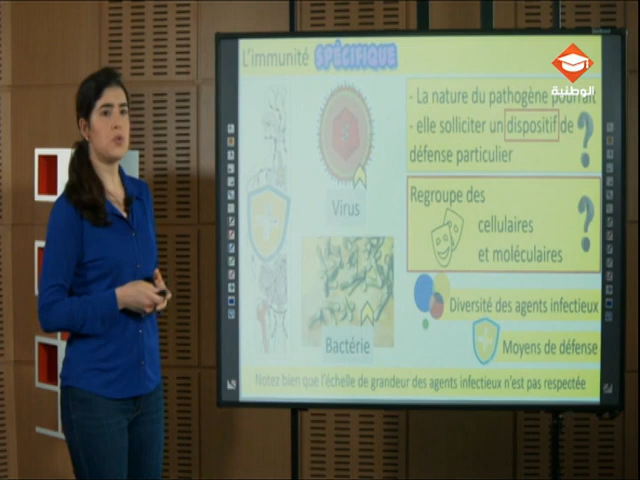 L'immunité SPÉCIFIQUE
الوطنية
- La nature du pathogène pourrait
- elle solliciter un dispositif de
défense particulier
?
Virus
Regroupe des
cellulaires
et moléculaires
?
Bactérie
Diversité des agents infectieux
Moyens de défense
Notez bien que l'échelle de grandeur des agents infectieux n'est pas respectée